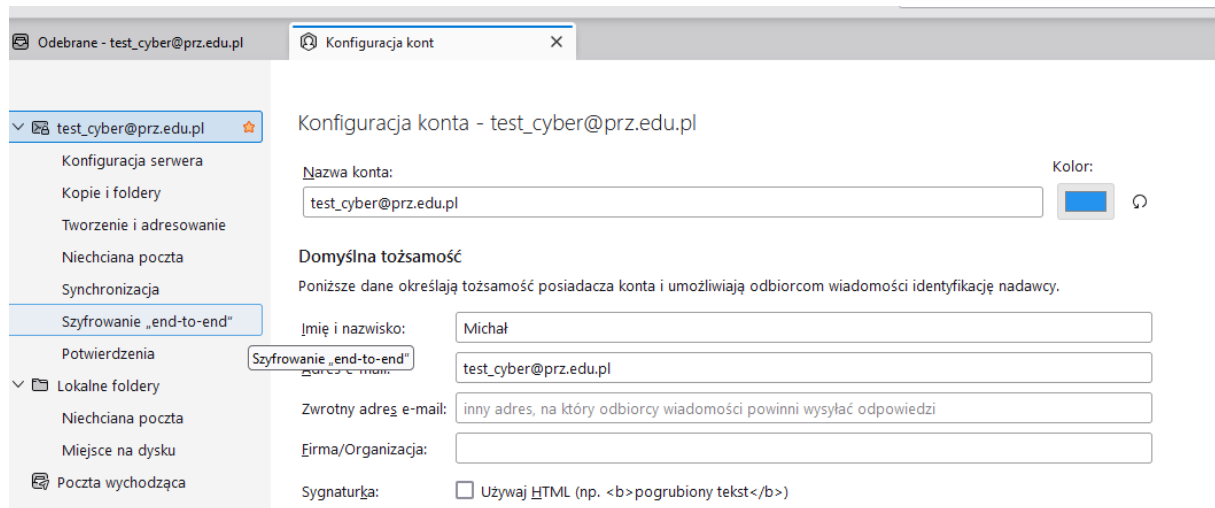 Odebrane - test_cyber@prz.edu.pl
Konfiguracja kont
test_cyber@prz.edu.pl
Konfiguracja serwera
Kopie i foldery
Tworzenie i adresowanie
Niechciana poczta
Synchronizacja
Szyfrowanie „end-to-end”
Potwierdzenia
Szyfrowanie „end-to-end”
Lokalne foldery
Niechciana poczta
Miejsce na dysku
Poczta wychodząca
Konfiguracja konta - test_cyber@prz.edu.pl
Nazwa konta:
Kolor:
test_cyber@prz.edu.pl
Domyślna tożsamość
Poniższe dane określają tożsamość posiadacza konta i umożliwiają odbiorcom wiadomości identyfikację nadawcy.
Imię i nazwisko:
Michał
Adres e-mail:
test_cyber@prz.edu.pl
Zwrotny adres e-mail:
inny adres, na który odbiorcy wiadomości powinni wysyłać odpowiedzi
Firma/Organizacja:
Sygnaturka:
Używaj HTML (np. <b>pogrubiony tekst</b>)